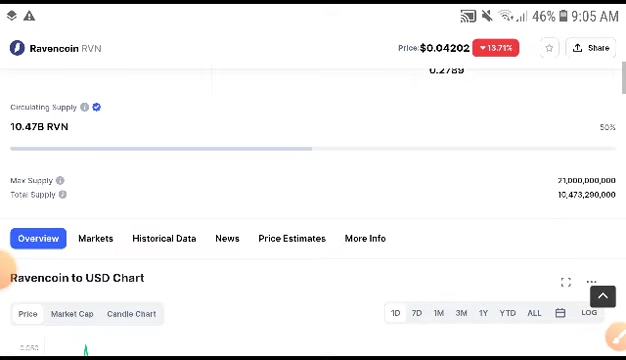 46% 9:05 AM
Ravencoin RVN Price:$0.04202 13.71% Share
0.2789
Circulating Supply
10.47B RVN 50%
Max Supply 21,000,000,000
Total Supply 10,473,290,000
Overview Markets Historical Data News Price Estimates More Info
Ravencoin to USD Chart
Price Market Cap Candle Chart 1D 7D 1M 3M 1Y YTD ALL LOG